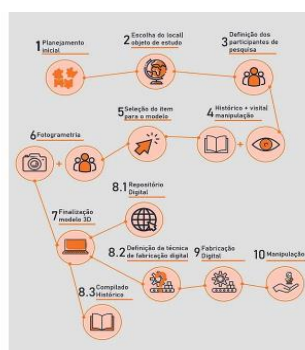 1 Planejamento
inicial
2 Escolha do local/
objeto de estudo
3 Definição dos
participantes de
pesquisa
4 Histórico + visita/
manipulação
5 Seleção do item
para o modelo
6 Fotogrametria
7 Finalização
modelo 3D
8.1 Repositório
Digital
8.2 Definição da técnica
de fabricação digital
9 Fabricação
Digital
10 Manipulação
8.3 Compilado
Histórico